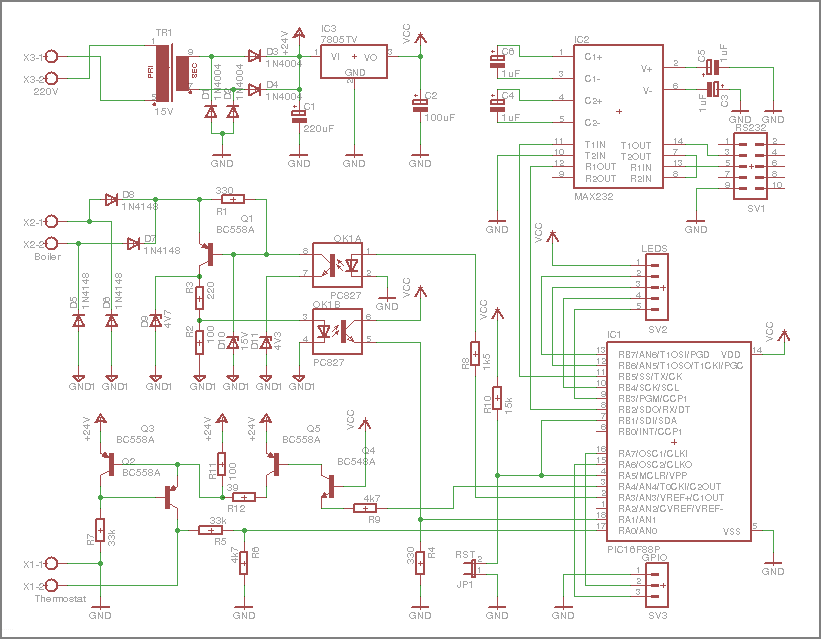 TR1
X3-1
X3-2
220V
PRI
SEC
1
5
9
7
15V
D1
1N4004
D2
1N4004
D3
1N4004
D4
1N4004
+24V
C1
220uF
IC3
7805TV
VI
VO
GND
1
3
2
VCC
C2
100uF
GND
GND
GND
GND
C6
1uF
C4
1uF
IC2
C1+
C1-
C2+
C2-
T1IN
T2IN
R1OUT
R2OUT
V+
V-
T1OUT
T2OUT
R1IN
R2IN
1
3
4
5
11
10
12
9
2
6
14
7
13
8
MAX232
C5
1uF
C3
1uF
GND
GND
RS232
1
2
3
4
5
6
7
8
9
10
SV1
GND
GND
X2-1
X2-2
Boiler
D8
1N4148
D7
1N4148
D5
1N4148
D6
1N4148
D9
4V7
330
R1
Q1
BC558A
R3
220
R2
100
D10
15V
D11
4V3
OK1A
6
7
1
2
PC827
OK1B
3
4
6
5
PC827
GND
VCC
GND1
GND1
GND1
GND1
GND1
GND1
GND1
VCC
R8
1k5
VCC
R10
15k
VCC
LEDS
1
2
3
4
5
SV2
IC1
RB7/AN6/T1OSI/PGD
RB6/AN5/T1OSO/T1CKI/PGC
RB5/SS/TX/CK
RB4/SCK/SCL
RB3/PGM/CCP1
RB2/SDO/RX/DT
RB1/SDI/SDA
RB0/INT/CCP1
RA7/OSC1/CLKI
RA6/OSC2/CLKO
RA5/MCLR/VPP
RA4/AN4/T0CKI/C2OUT
RA3/AN3/VREF+/C1OUT
RA2/AN2/CVREF/VREF-
RA1/AN1
RA0/AN0
VDD
VSS
13
12
11
10
9
8
7
6
16
15
4
3
2
1
18
17
14
5
PIC16F88P
VCC
GND
+24V
Q3
BC558A
Q2
BC558A
+24V
R11
100
39
R12
+24V
Q5
BC558A
VCC
Q4
BC548A
4k7
R9
R7
33k
33k
R5
4k7
R6
X1-1
X1-2
Thermostat
GND
GND
330
R4
GND
RST
2
1
JP1
GND
GND
GPIO
1
2
3
SV3